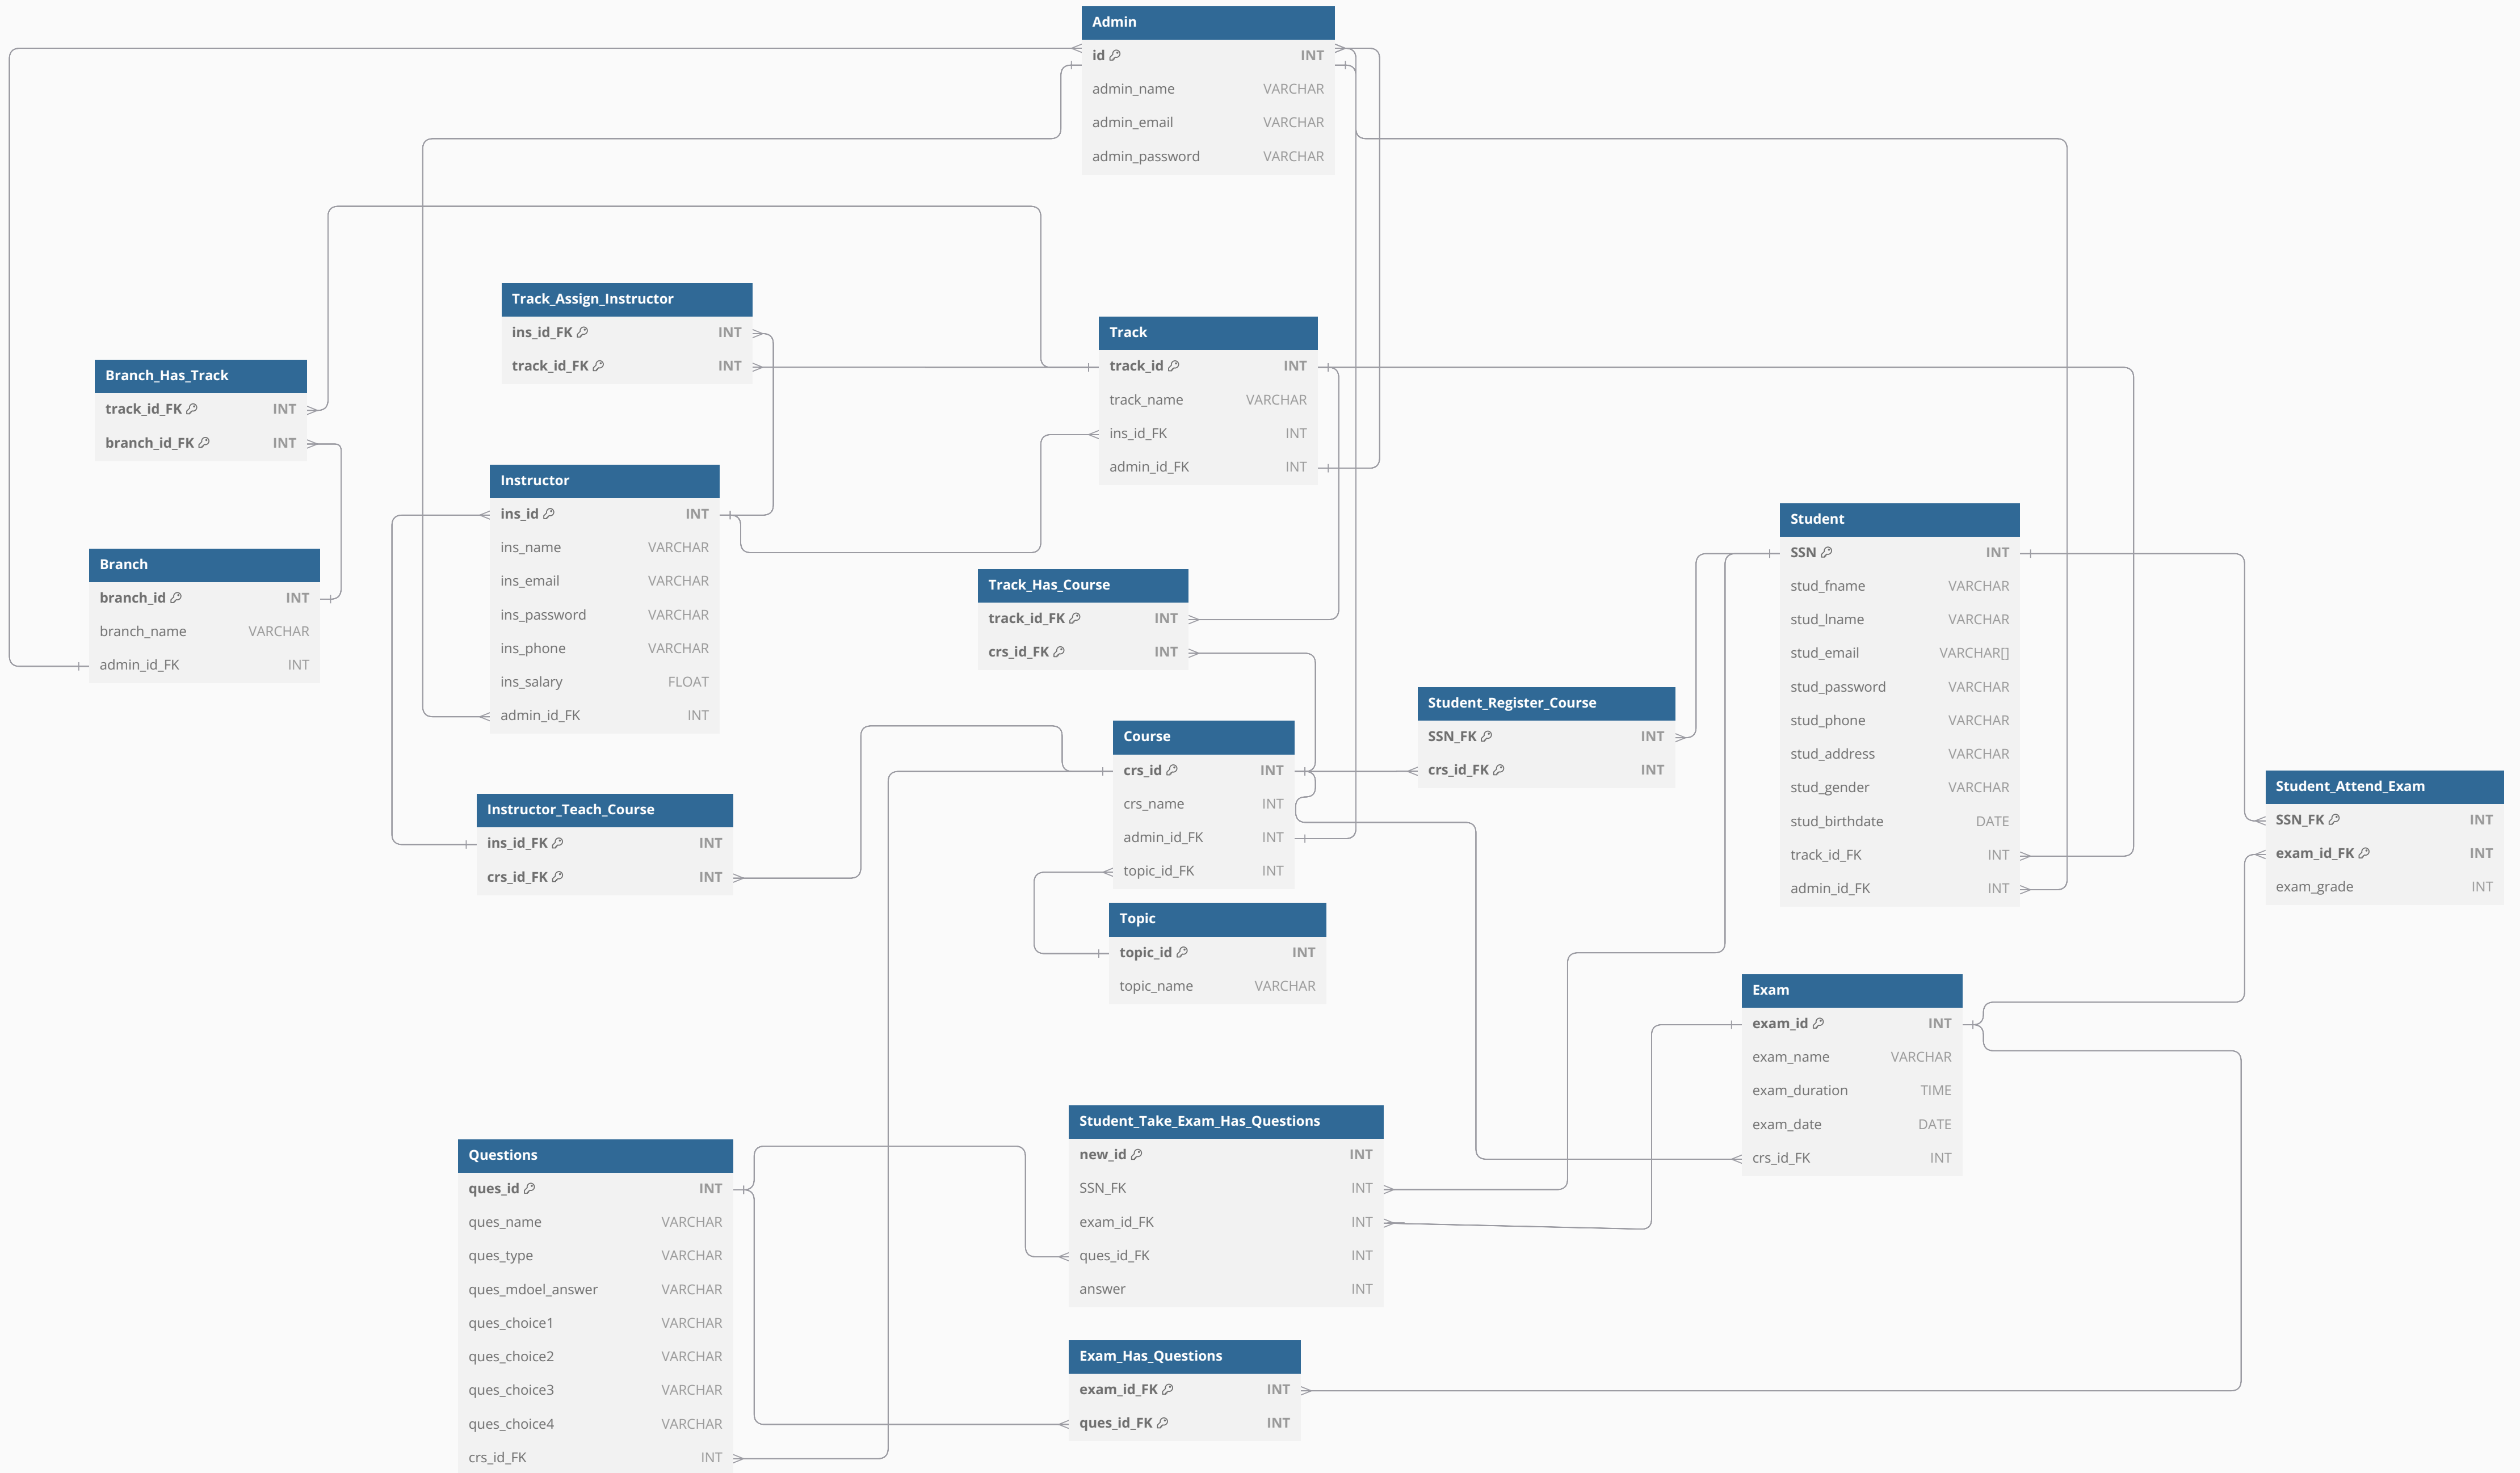 Admin
id INT
admin_name VARCHAR
admin_email VARCHAR
admin_password VARCHAR
Track_Assign_Instructor
ins_id_FK INT
track_id_FK INT
Track
track_id INT
track_name VARCHAR
ins_id_FK INT
admin_id_FK INT
Branch_Has_Track
track_id_FK INT
branch_id_FK INT
Instructor
ins_id INT
ins_name VARCHAR
ins_email VARCHAR
ins_password VARCHAR
ins_phone VARCHAR
ins_salary FLOAT
admin_id_FK INT
Student
SSN INT
stud_fname VARCHAR
stud_lname VARCHAR
stud_email VARCHAR[]
stud_password VARCHAR
stud_phone VARCHAR
stud_address VARCHAR
stud_gender VARCHAR
stud_birthdate DATE
track_id_FK INT
admin_id_FK INT
Branch
branch_id INT
branch_name VARCHAR
admin_id_FK INT
Track_Has_Course
track_id_FK INT
crs_id_FK INT
Student_Register_Course
SSN_FK INT
crs_id_FK INT
Course
crs_id INT
crs_name INT
admin_id_FK INT
topic_id_FK INT
Student_Attend_Exam
SSN_FK INT
exam_id_FK INT
exam_grade INT
Instructor_Teach_Course
ins_id_FK INT
crs_id_FK INT
Topic
topic_id INT
topic_name VARCHAR
Exam
exam_id INT
exam_name VARCHAR
exam_duration TIME
exam_date DATE
crs_id_FK INT
Student_Take_Exam_Has_Questions
new_id INT
SSN_FK INT
exam_id_FK INT
ques_id_FK INT
answer INT
Questions
ques_id INT
ques_name VARCHAR
ques_type VARCHAR
ques_mdoel_answer VARCHAR
ques_choice1 VARCHAR
ques_choice2 VARCHAR
ques_choice3 VARCHAR
ques_choice4 VARCHAR
crs_id_FK INT
Exam_Has_Questions
exam_id_FK INT
ques_id_FK INT